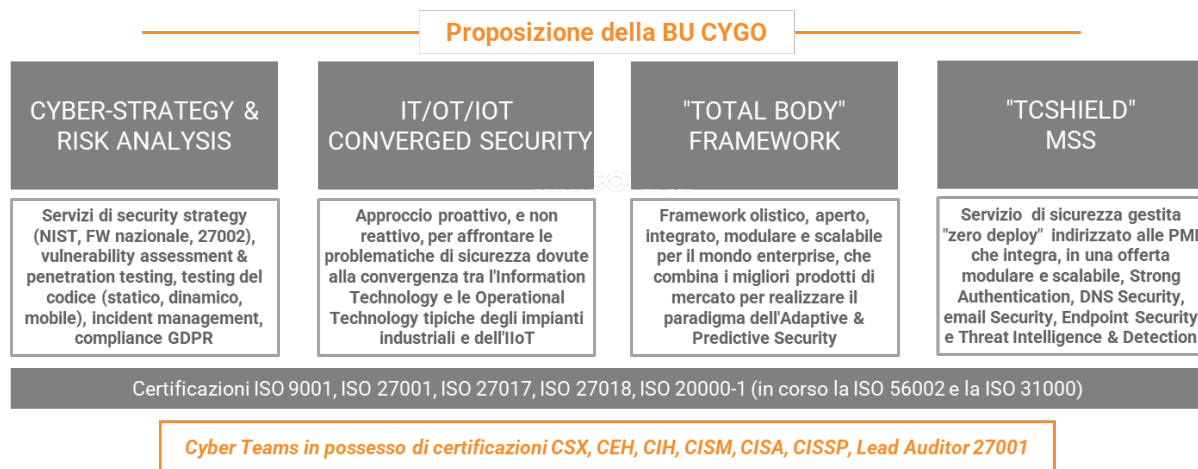 Proposizione della BU CYGO
CYBER-STRATEGY &
RISK ANALYSIS
Servizi di security strategy
(NIST, FW nazionale, 27002),
vulnerability assessment &
penetration testing, testing del
codice (statico, dinamico,
mobile), incident management,
compliance GDPR
IT/OT/IOT
CONVERGED SECURITY
Approccio proattivo, e non
reattivo, per affrontare le
problematiche di sicurezza dovute
alla convergenza tra l'Information
Technology e le Operational
Technology tipiche degli impianti
industriali e dell'IIoT
"TOTAL BODY"
FRAMEWORK
Framework olistico, aperto,
integrato, modulare e scalabile
per il mondo enterprise, che
combina i migliori prodotti di
mercato per realizzare il
paradigma dell'Adaptive &
Predictive Security
"TCSHIELD"
MSS
Servizio di sicurezza gestita
"zero deploy" indirizzato alle PMI
che integra, in una offerta
modulare e scalabile, Strong
Authentication, DNS Security,
email Security, Endpoint Security
e Threat Intelligence & Detection
Certificazioni ISO 9001, ISO 27001, ISO 27017, ISO 27018, ISO 20000-1 (in corso la ISO 56002 e la ISO 31000)
Cyber Teams in possesso di certificazioni CSX, CEH, CIH, CISM, CISA, CISSP, Lead Auditor 27001